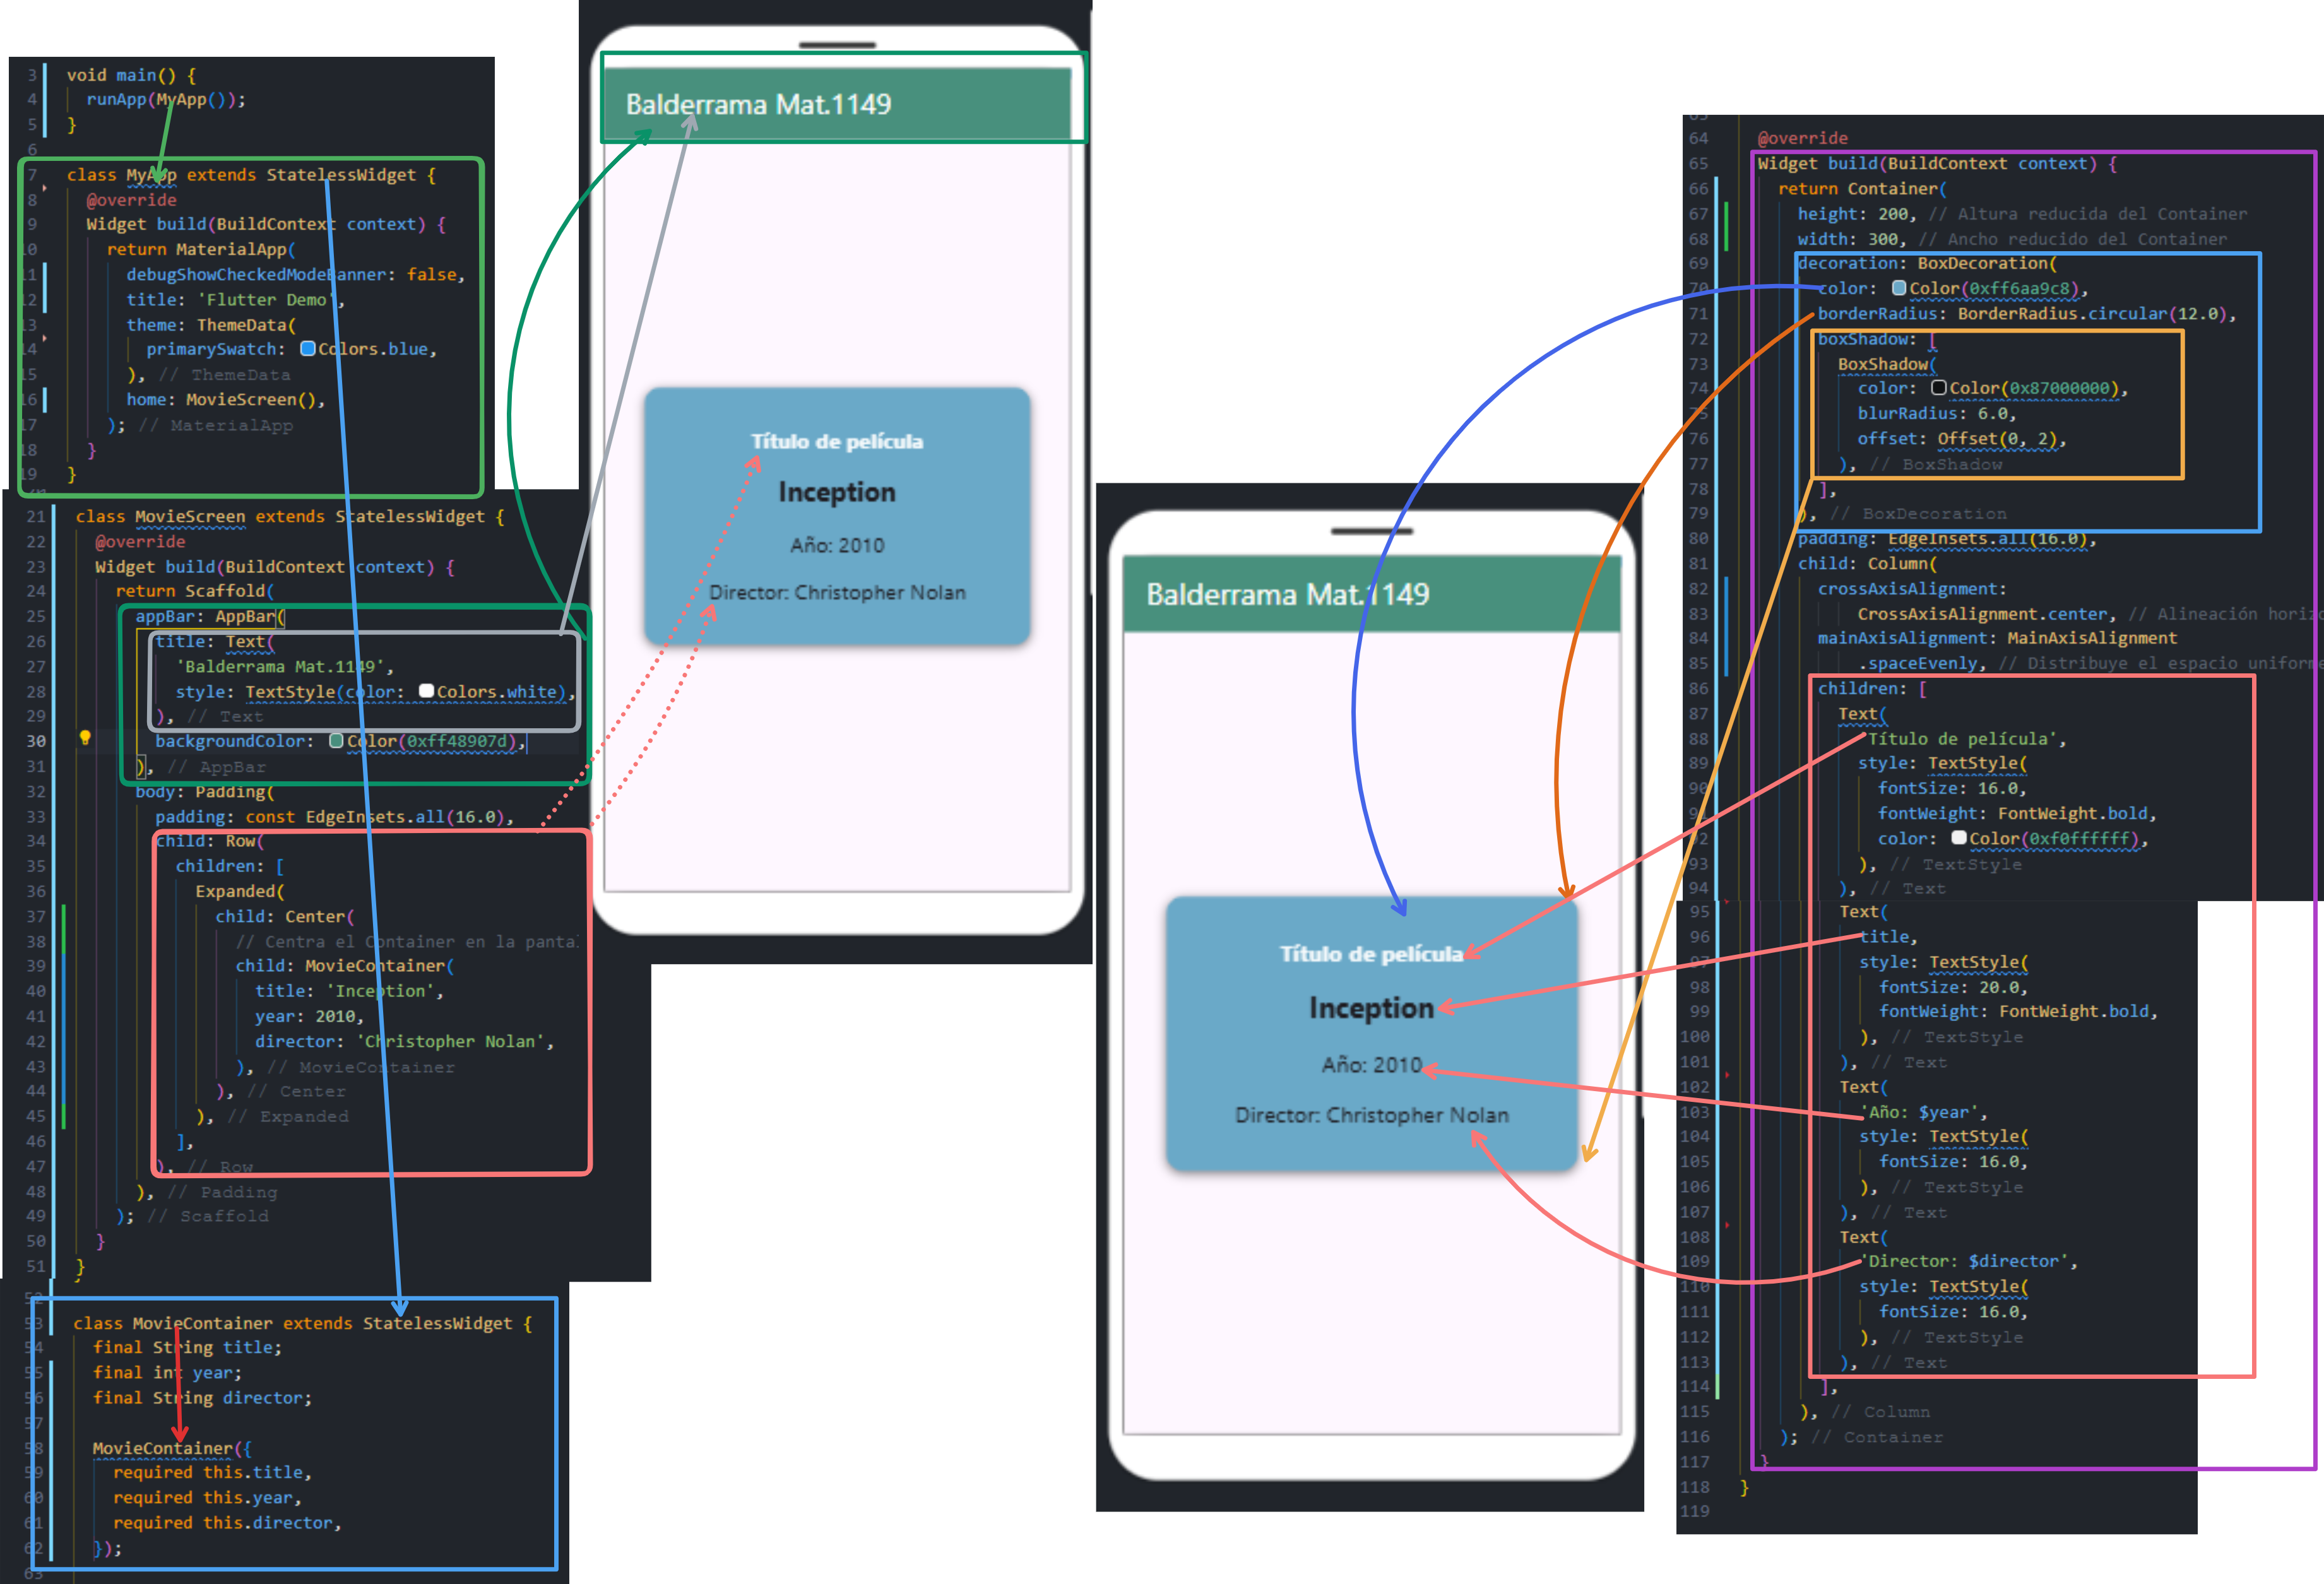 3 void main() {
4 runApp(MyApp());
5 }
6
7 class MyApp extends StatelessWidget {
8 @override
9 Widget build(BuildContext context) {
10 return MaterialApp(
11 debugShowCheckedModeBanner: false,
12 title: 'Flutter Demo',
13 theme: ThemeData(
14 primarySwatch: Colors.blue,
15 ), // ThemeData
16 home: MovieScreen(),
17 ); // MaterialApp
18 }
19 }
21 class MovieScreen extends StatelessWidget {
22 @override
23 Widget build(BuildContext context) {
24 return Scaffold(
25 appBar: AppBar(
26 title: Text(
27 'Balderrama Mat.1149',
28 style: TextStyle(color: Colors.white),
29 ), // Text
30 backgroundColor: Color(0xff48907d),
31 ), // AppBar
32 body: Padding(
33 padding: const EdgeInsets.all(16.0),
34 child: Row(
35 children: [
36 Expanded(
37 child: Center(
38 // Centra el Container en la panta
39 child: MovieContainer(
40 title: 'Inception',
41 year: 2010,
42 director: 'Christopher Nolan',
43 ), // MovieContainer
44 ), // Center
45 ), // Expanded
46 ],
47 ), // Row
48 ), // Padding
49 ); // Scaffold
50 }
51 }
52
53 class MovieContainer extends StatelessWidget {
54 final String title;
55 final int year;
56 final String director;
57
58 MovieContainer({
59 required this.title,
60 required this.year,
61 required this.director,
62 });
63
Balderrama Mat.1149
Título de película
Inception
Año: 2010
Director: Christopher Nolan
Balderrama Mat.1149
Título de película
Inception
Año: 2010
Director: Christopher Nolan
64 @override
65 Widget build(BuildContext context) {
66 return Container(
67 height: 200, // Altura reducida del Container
68 width: 300, // Ancho reducido del Container
69 decoration: BoxDecoration(
70 color: Color(0xff6aa9c8),
71 borderRadius: BorderRadius.circular(12.0),
72 boxShadow: [
73 BoxShadow(
74 color: Color(0x87000000),
75 blurRadius: 6.0,
76 offset: Offset(0, 2),
77 ), // BoxShadow
78 ],
79 ), // BoxDecoration
80 padding: EdgeInsets.all(16.0),
81 child: Column(
82 crossAxisAlignment:
83 CrossAxisAlignment.center, // Alineación horiz
84 mainAxisAlignment: MainAxisAlignment
85 .spaceEvenly, // Distribuye el espacio uniforme
86 children: [
87 Text(
88 'Título de película',
89 style: TextStyle(
90 fontSize: 16.0,
91 fontWeight: FontWeight.bold,
92 color: Color(0xf0ffffff),
93 ), // TextStyle
94 ), // Text
95 Text(
96 title,
97 style: TextStyle(
98 fontSize: 20.0,
99 fontWeight: FontWeight.bold,
100 ), // TextStyle
101 ), // Text
102 Text(
103 'Año: $year',
104 style: TextStyle(
105 fontSize: 16.0,
106 ), // TextStyle
107 ), // Text
108 Text(
109 'Director: $director',
110 style: TextStyle(
111 fontSize: 16.0,
112 ), // TextStyle
113 ), // Text
114 ],
115 ), // Column
116 ); // Container
117 }
118 }
119